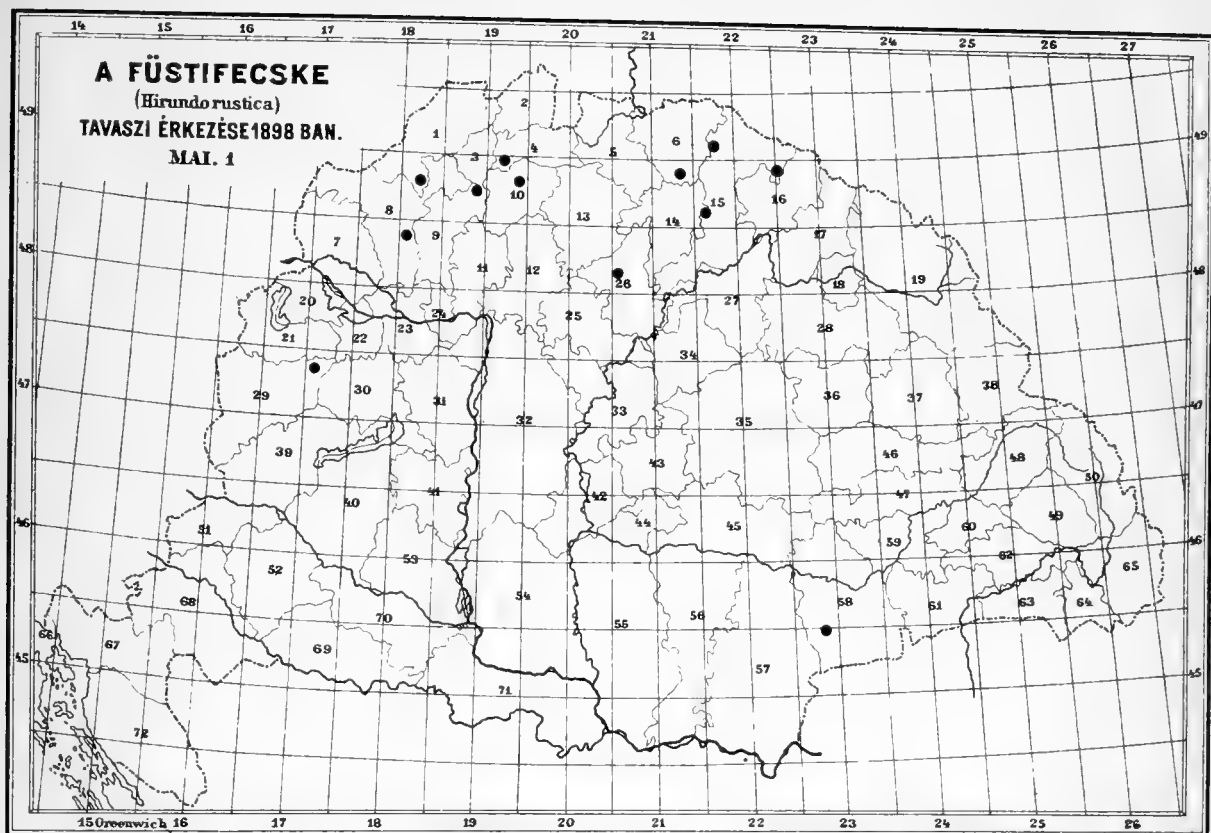 14 15 16 17 18 19 20 21 22 23 24 25 26 27
A FÜSTIFECSKE
(Hirundo rustica)
TAVASZI ÉRKEZÉSE 1898 BAN.
MAI. 1
49 49
48 48
47 47
46 46
45 45
1 2 3 4 5 6
7 8 9 10 11 12 13 14 15 16 17 18 19
20 21 22 23 24 25 26 27 28
29 30 31 32 33 34 35 36 37 38
39 40 41 42 43 44 45 46 47 48 49 50
51 52 53 54 55 56 57 58 59 60 61 62 63 64 65
66 67 68 69 70 71 72
15 Greenwich 16 17 18 19 20 21 22 23 24 25 26